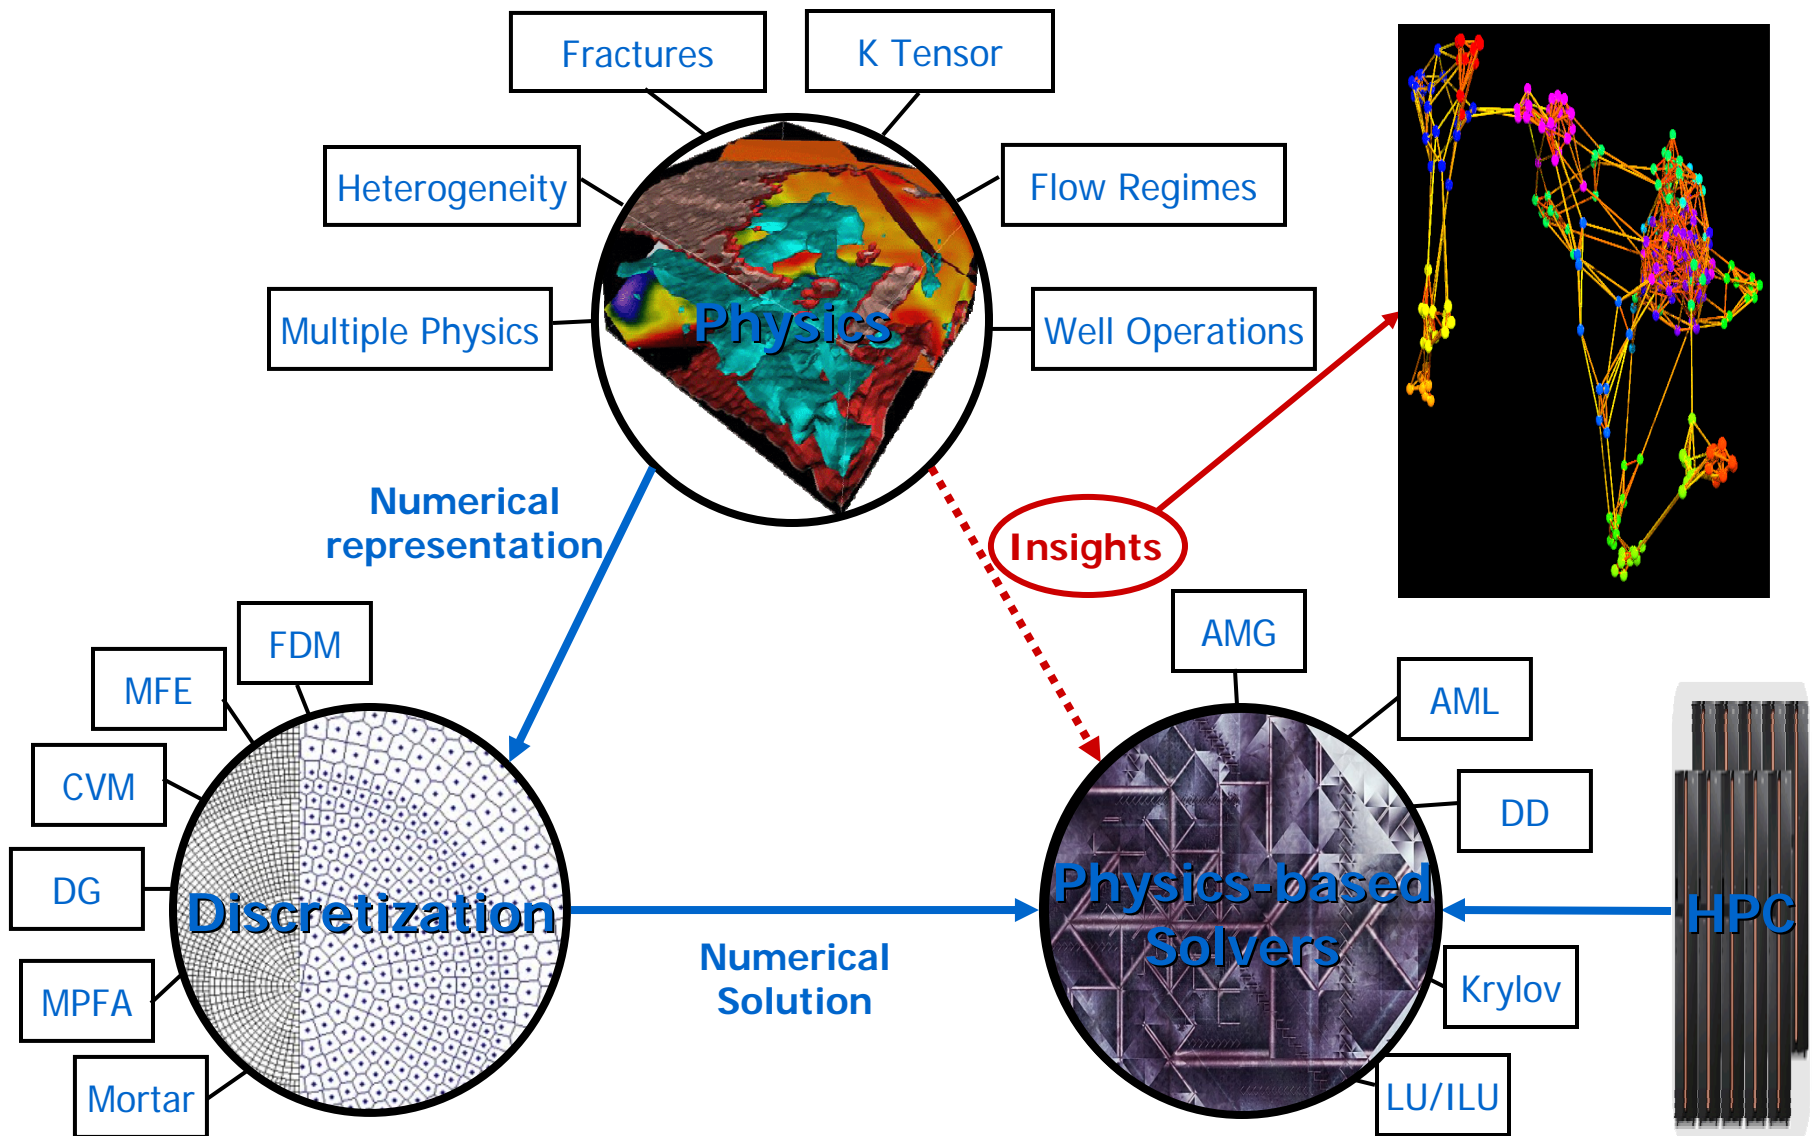 Fractures
K Tensor
Heterogeneity
Flow Regimes
Multiple Physics
Physics
Well Operations
Numerical
representation
Insights
FDM
MFE
CVM
DG
MPFA
Mortar
Discretization
Numerical
Solution
AMG
AML
DD
Physics-based
Solvers
Krylov
LU/ILU
HPC